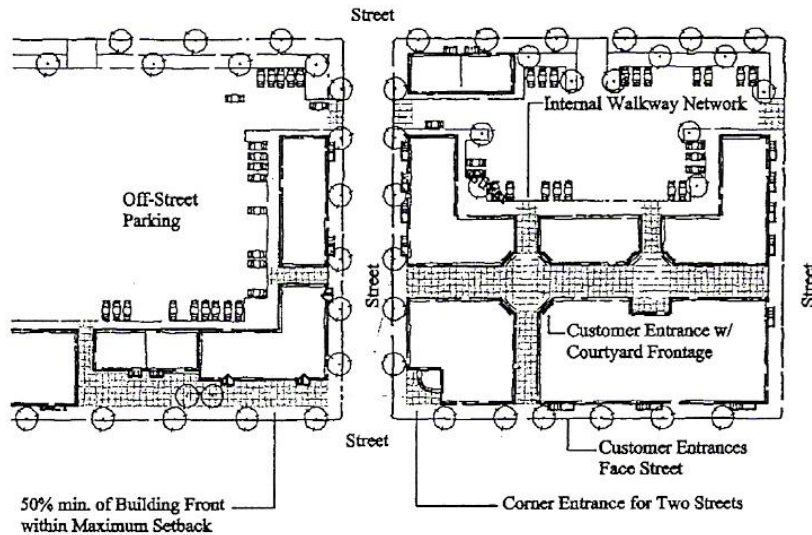 Street
Internal Walkway Network
Off-Street
Parking
Street
Street
Customer Entrance w/
Courtyard Frontage
Street
Customer Entrances
Face Street
50% min. of Building Front
within Maximum Setback
Corner Entrance for Two Streets